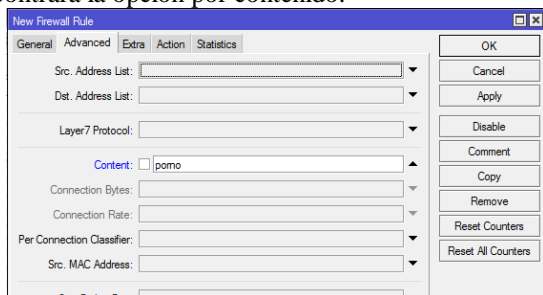 contrará la opción por contenido.
New Firewall Rule
General Advanced Extra Action Statistics
OK
Src. Address List:
Cancel
Dst. Address List:
Apply
Layer7 Protocol:
Disable
Comment
Content: porno
Copy
Connection Bytes:
Remove
Connection Rate:
Reset Counters
Per Connection Classifier:
Reset All Counters
Src. MAC Address: